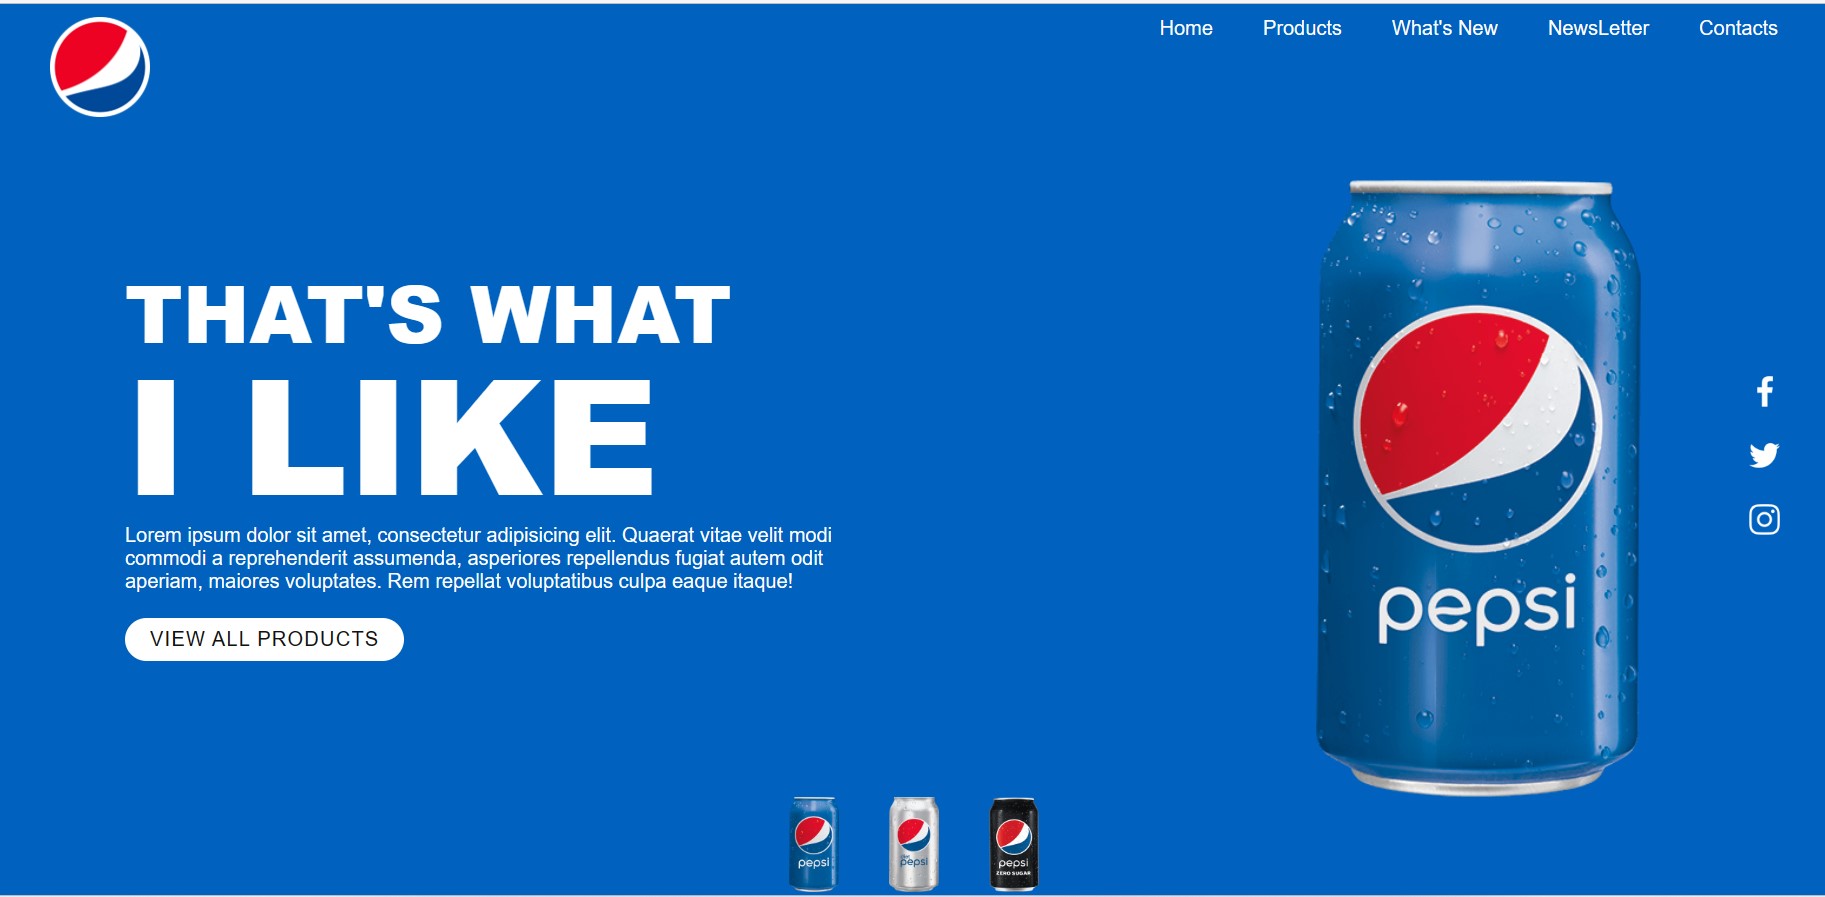 Home Products What's New NewsLetter Contacts
THAT'S WHAT
I LIKE
Lorem ipsum dolor sit amet, consectetur adipisicing elit. Quaerat vitae velit modi
commodi a reprehenderit assumenda, asperiores repellendus fugiat autem odit
aperiam, maiores voluptates. Rem repellat voluptatibus culpa eaque itaque!
VIEW ALL PRODUCTS
pepsi
pepsi
diet
pepsi
pepsi
ZERO SUGAR